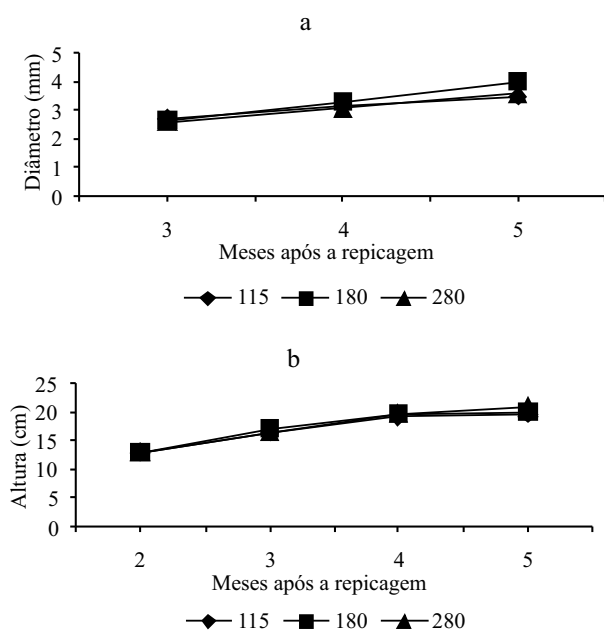 a
Diâmetro (mm)
5
4
3
2
1
0
3 4 5
Meses após a repicagem
115 180 280
b
Altura (cm)
25
20
15
10
5
0
2 3 4 5
Meses após a repicagem
115 180 280